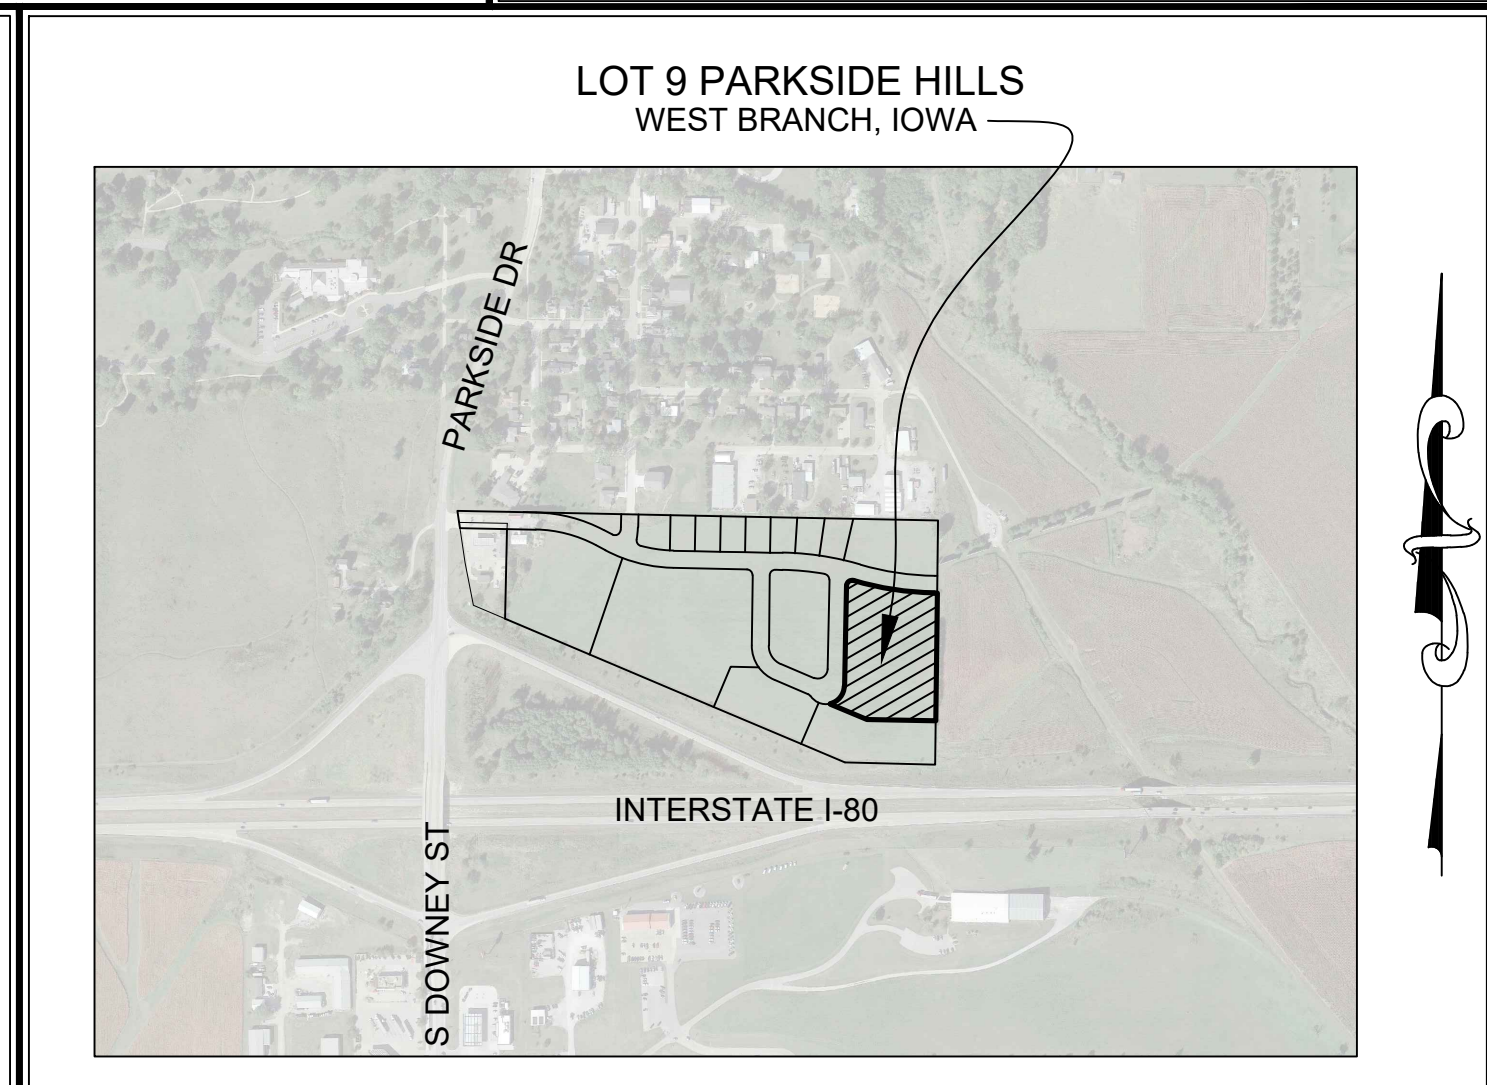 LOT 9 PARKSIDE HILLS
WEST BRANCH, IOWA
PARKSIDE DR
INTERSTATE I-80
S DOWNEY ST